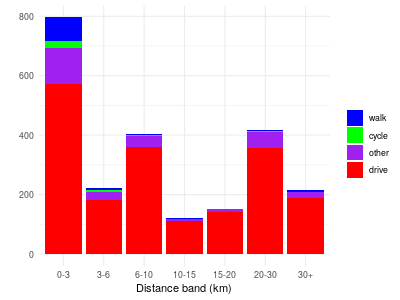 800
600
400
200
0
0-3 3-6 6-10 10-15 15-20 20-30 30+
Distance band (km)
walk
cycle
other
drive